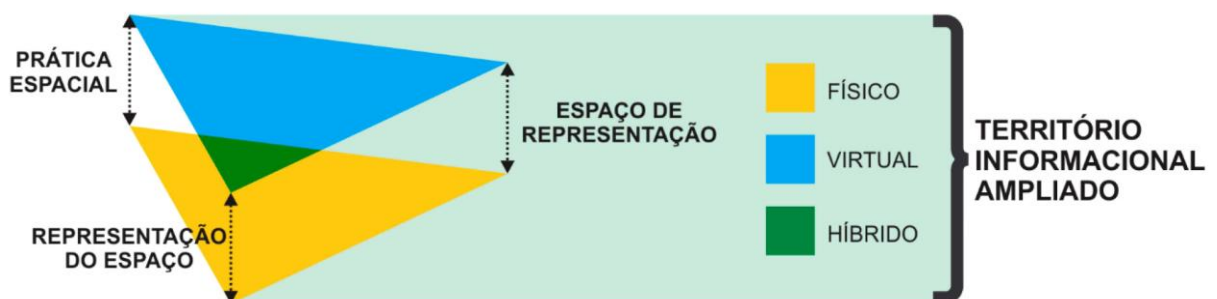 PRÁTICA
ESPACIAL
ESPAÇO DE
REPRESENTAÇÃO
REPRESENTAÇÃO
DO ESPAÇO
FÍSICO
VIRTUAL
HÍBRIDO
TERRITÓRIO
INFORMACIONAL
AMPLIADO